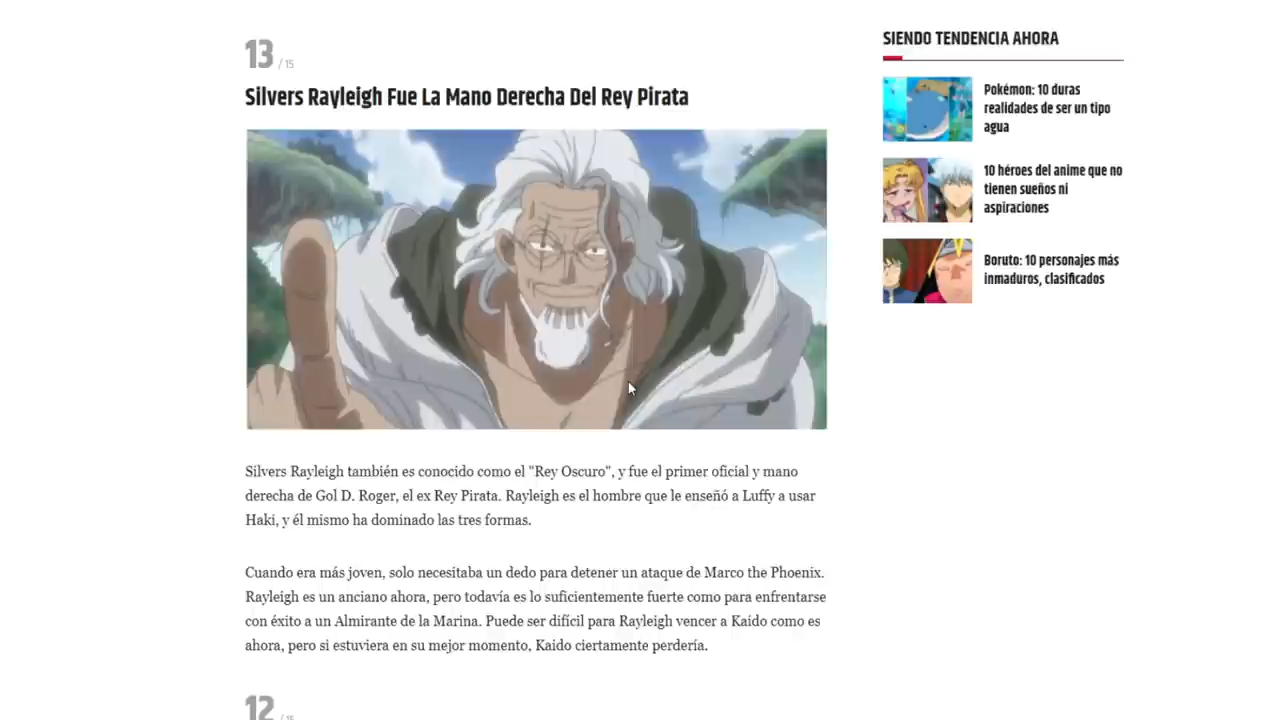 13 / 15
Silvers Rayleigh Fue La Mano Derecha Del Rey Pirata
Silvers Rayleigh también es conocido como el "Rey Oscuro", y fue el primer oficial y mano
derecha de Gol D. Roger, el ex Rey Pirata. Rayleigh es el hombre que le enseñó a Luffy a usar
Haki, y él mismo ha dominado las tres formas.
Cuando era más joven, solo necesitaba un dedo para detener un ataque de Marco the Phoenix.
Rayleigh es un anciano ahora, pero todavía es lo suficientemente fuerte como para enfrentarse
con éxito a un Almirante de la Marina. Puede ser difícil para Rayleigh vencer a Kaido como es
ahora, pero si estuviera en su mejor momento, Kaido ciertamente perdería.
12 / 15
SIENDO TENDENCIA AHORA
Pokémon: 10 duras
realidades de ser un tipo
agua
10 héroes del anime que no
tienen sueños ni
aspiraciones
Boruto: 10 personajes más
inmaduros, clasificados